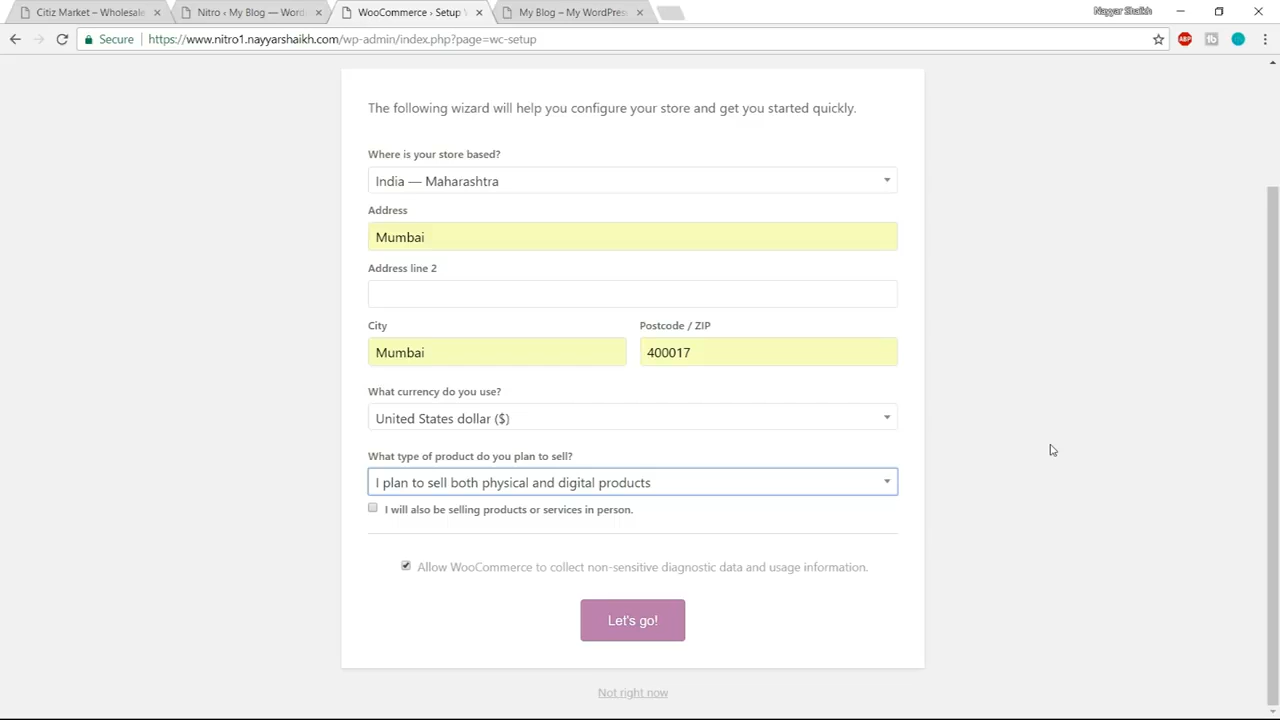 Citiz Market – Wholesale
Nitro ‹ My Blog — Word
WooCommerce › Setup
My Blog – My WordPress
Nayyar Shaikh
Secure
https://www.nitro1.nayyarshaikh.com/wp-admin/index.php?page=wc-setup
ABP
The following wizard will help you configure your store and get you started quickly.
Where is your store based?
India — Maharashtra
Address
Mumbai
Address line 2
City
Postcode / ZIP
Mumbai
400017
What currency do you use?
United States dollar ($)
What type of product do you plan to sell?
I plan to sell both physical and digital products
I will also be selling products or services in person.
Allow WooCommerce to collect non-sensitive diagnostic data and usage information.
Let's go!
Not right now